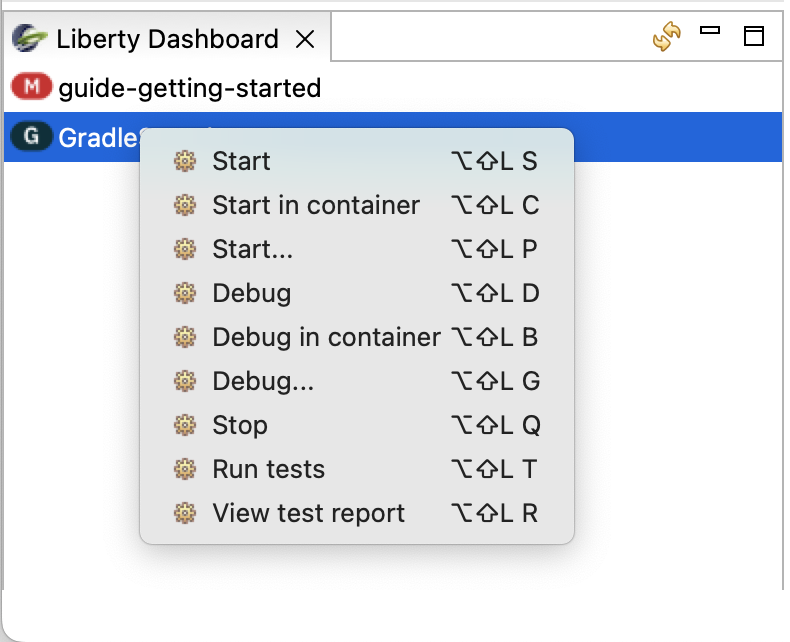 Liberty Dashboard
M guide-getting-started
G Gradle
Start ⌥⇧L S
Start in container ⌥⇧L C
Start... ⌥⇧L P
Debug ⌥⇧L D
Debug in container ⌥⇧L B
Debug... ⌥⇧L G
Stop ⌥⇧L Q
Run tests ⌥⇧L T
View test report ⌥⇧L R